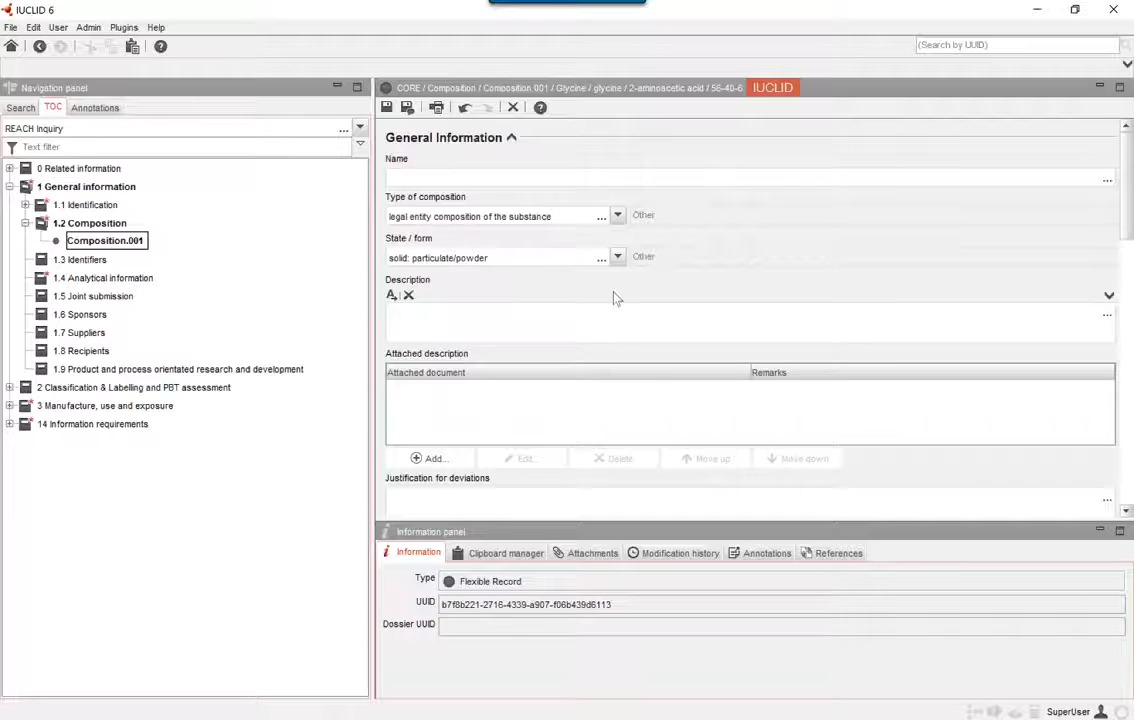 IUCLID 6
File Edit User Admin Plugins Help
(Search by UUID)
Navigation panel
CORE / Composition / Composition.001 / Glycine / glycine / 2-aminoacetic acid / 56-40-6 IUCLID
Search TOC Annotations
REACH Inquiry ...
Text filter
0 Related information
1 General information
1.1 Identification
1.2 Composition
Composition.001
1.3 Identifiers
1.4 Analytical information
1.5 Joint submission
1.6 Sponsors
1.7 Suppliers
1.8 Recipients
1.9 Product and process orientated research and development
2 Classification & Labelling and PBT assessment
3 Manufacture, use and exposure
14 Information requirements
General Information
Name
...
Type of composition
legal entity composition of the substance ... Other
State / form
solid: particulate/powder ... Other
Description
A
...
Attached description
Attached document Remarks
Add... Edit... Delete Move up Move down
Justification for deviations
...
Information panel
Information Clipboard manager Attachments Modification history Annotations References
Type Flexible Record
UUID b7f8b221-2716-4339-a907-f06b439d6113
Dossier UUID
SuperUser